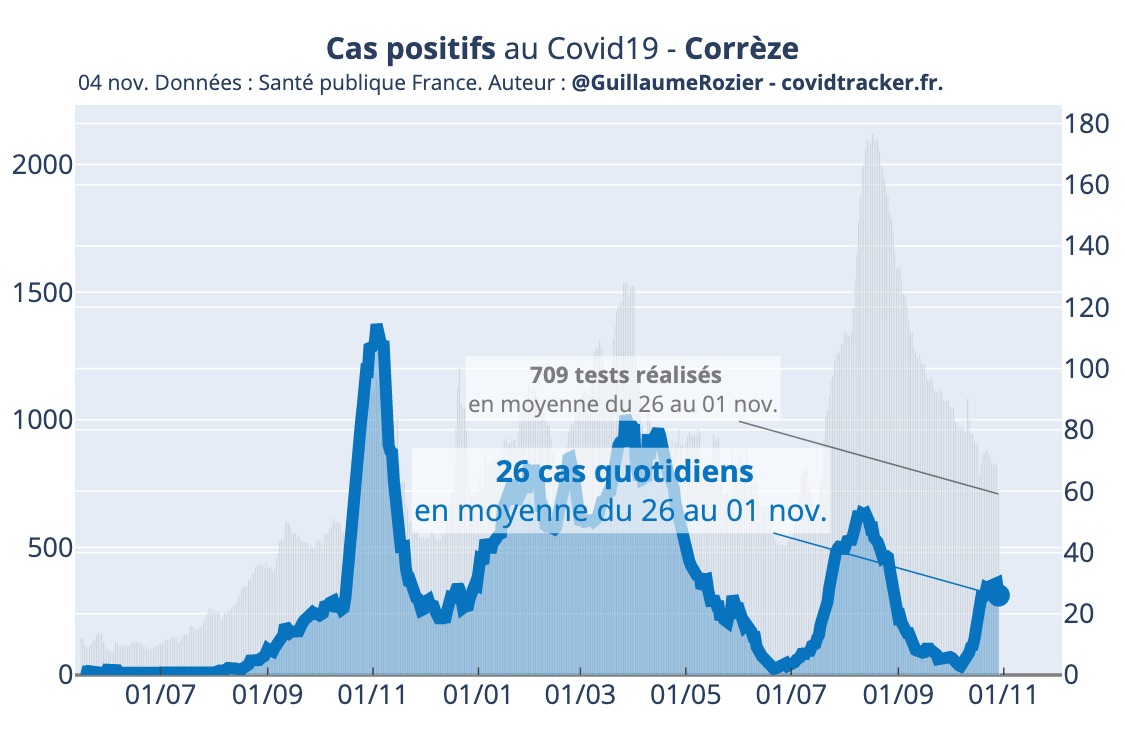 Cas positifs au Covid19 - Corrèze
04 nov. Données : Santé publique France. Auteur : @GuillaumeRozier - covidtracker.fr.
180
2000
160
140
1500
120
100
709 tests réalisés
en moyenne du 26 au 01 nov.
1000
80
26 cas quotidiens
60
en moyenne du 26 au 01 nov.
500
40
20
0
0
01/07 01/09 01/11 01/01 01/03 01/05 01/07 01/09 01/11